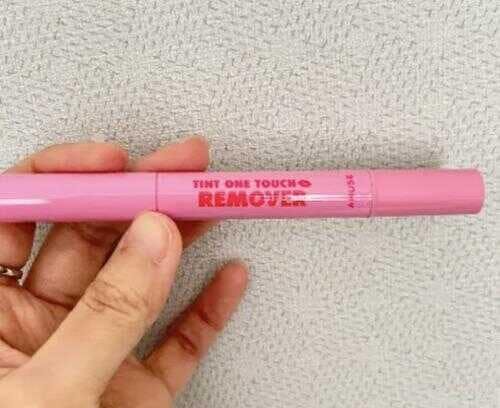 TINT ONE TOUCH
REMOVER
AMUSE